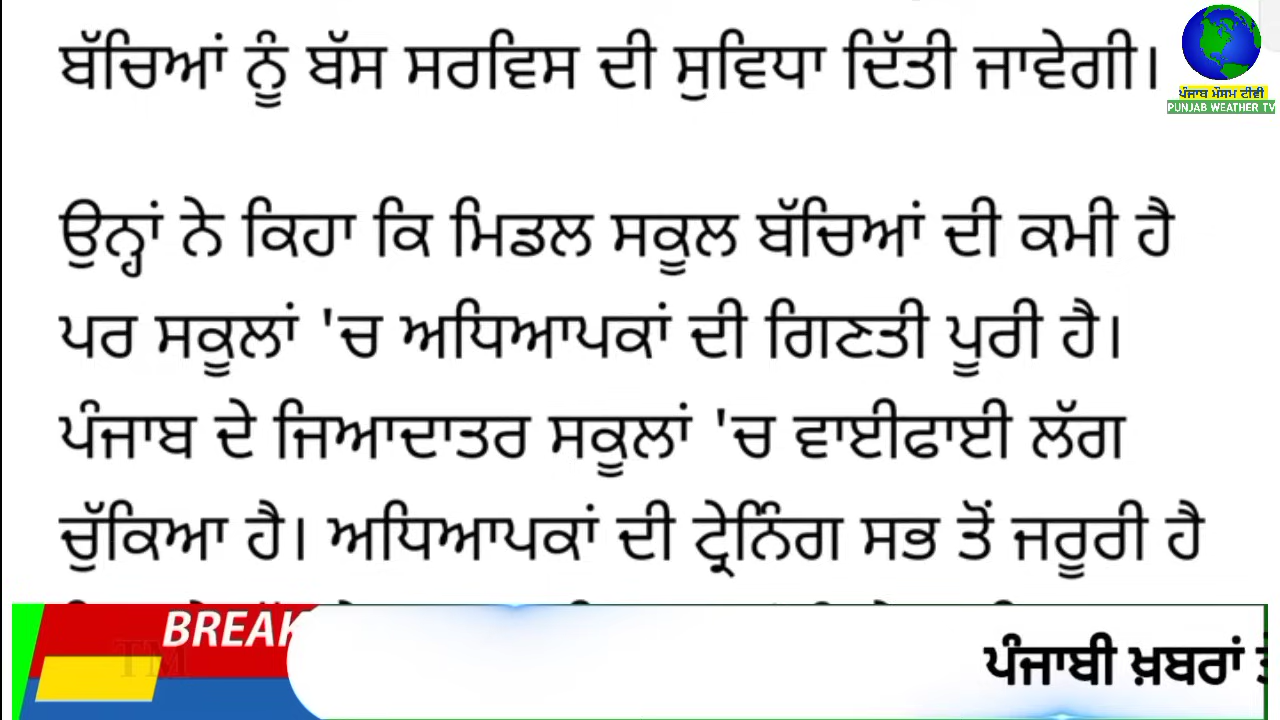 ਬੱਚਿਆਂ ਨੂੰ ਬੱਸ ਸਰਵਿਸ ਦੀ ਸੁਵਿਧਾ ਦਿੱਤੀ ਜਾਵੇਗੀ।
ਪੰਜਾਬ ਮੌਸਮ ਟੀਵੀ
PUNJAB WEATHER TV
ਉਨ੍ਹਾਂ ਨੇ ਕਿਹਾ ਕਿ ਮਿਡਲ ਸਕੂਲ ਬੱਚਿਆਂ ਦੀ ਕਮੀ ਹੈ
ਪਰ ਸਕੂਲਾਂ 'ਚ ਅਧਿਆਪਕਾਂ ਦੀ ਗਿਣਤੀ ਪੂਰੀ ਹੈ।
ਪੰਜਾਬ ਦੇ ਜਿਆਦਾਤਰ ਸਕੂਲਾਂ 'ਚ ਵਾਈਫਾਈ ਲੱਗ
ਚੁੱਕਿਆ ਹੈ। ਅਧਿਆਪਕਾਂ ਦੀ ਟ੍ਰੇਨਿੰਗ ਸਭ ਤੋਂ ਜਰੂਰੀ ਹੈ
BREAK
TM
ਪੰਜਾਬੀ ਖ਼ਬਰਾਂ